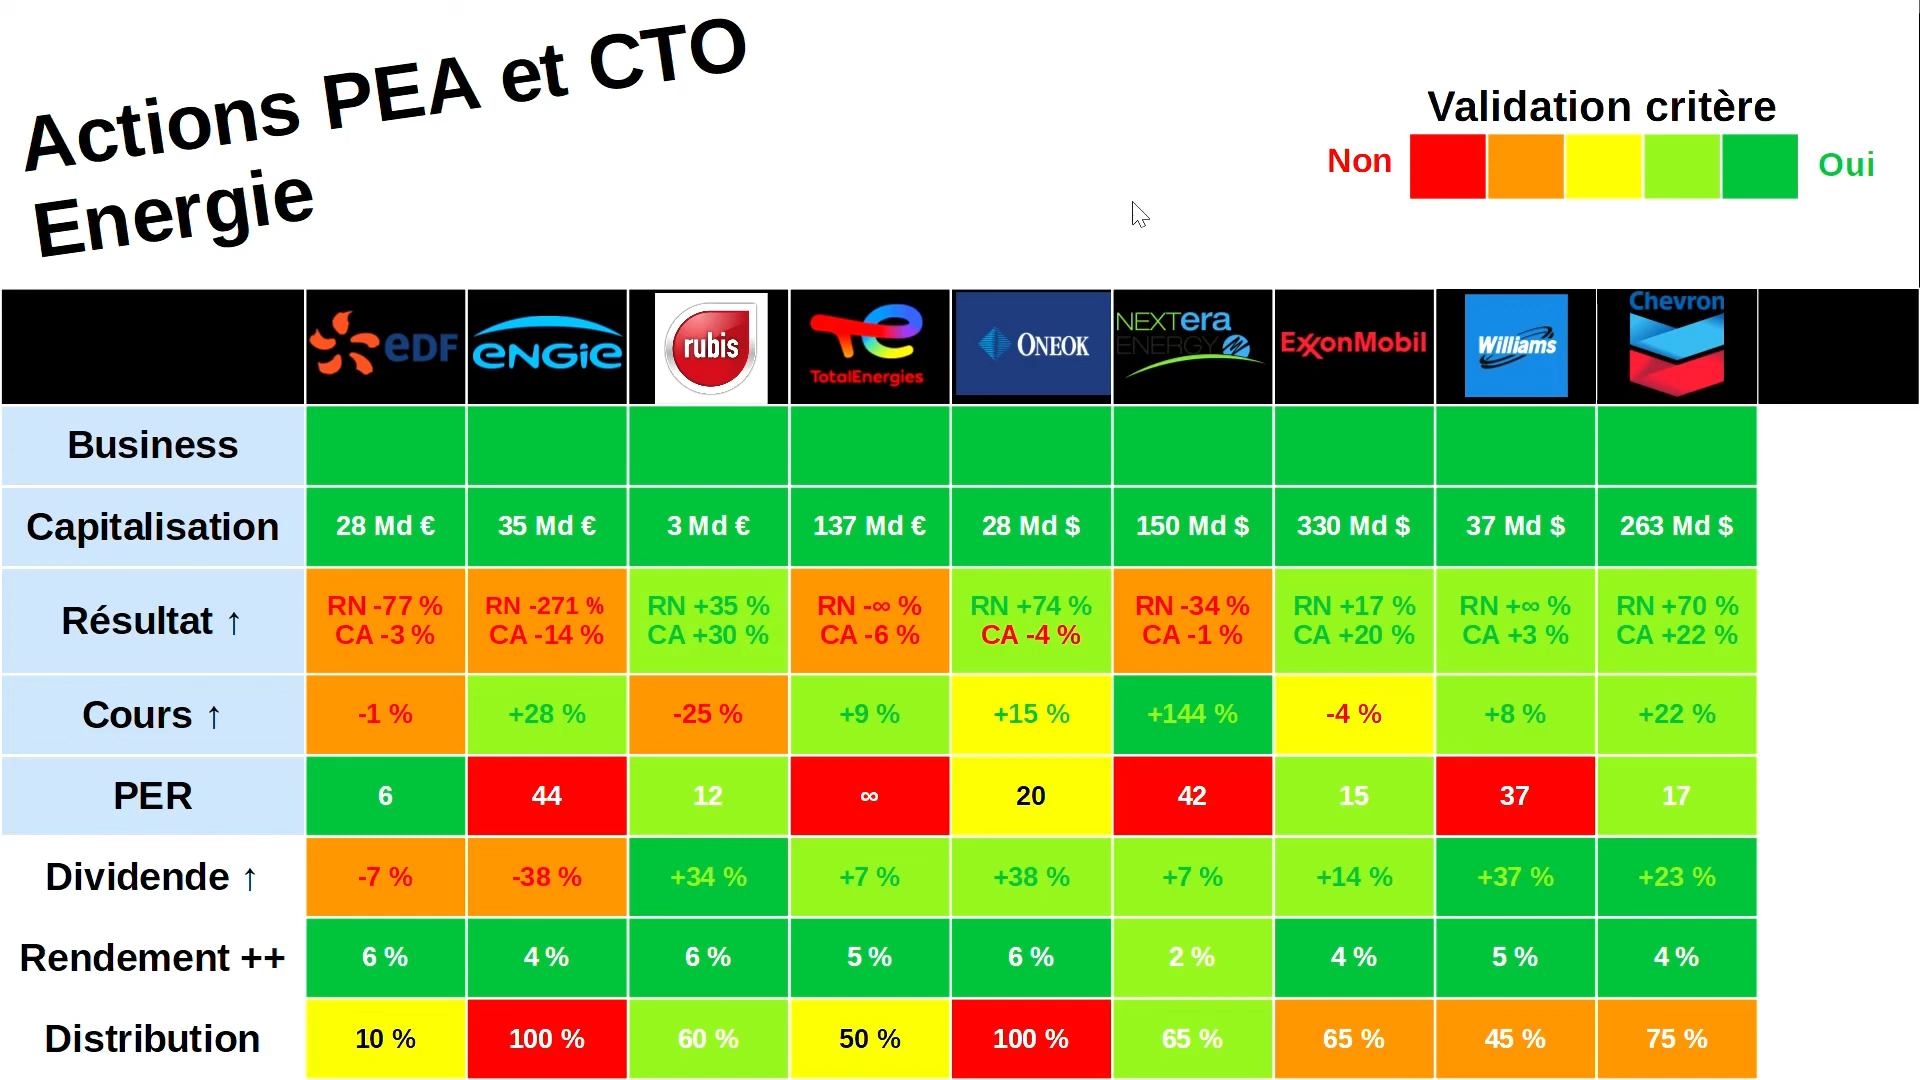 Actions PEA et CTO
Energie
Validation critère
Non
Oui
eDF
ENGIE
rubis
TotalEnergies
ONEOK
NEXTera
ENERGY
ExxonMobil
Williams
Chevron
Business
Capitalisation 28 Md € 35 Md € 3 Md € 137 Md € 28 Md $ 150 Md $ 330 Md $ 37 Md $ 263 Md $
Résultat ↑
RN -77 % RN -271 % RN +35 % RN -∞ % RN +74 % RN -34 % RN +17 % RN +∞ % RN +70 %
CA -3 % CA -14 % CA +30 % CA -6 % CA -4 % CA -1 % CA +20 % CA +3 % CA +22 %
Cours ↑ -1 % +28 % -25 % +9 % +15 % +144 % -4 % +8 % +22 %
PER 6 44 12 ∞ 20 42 15 37 17
Dividende ↑ -7 % -38 % +34 % +7 % +38 % +7 % +14 % +37 % +23 %
Rendement ++ 6 % 4 % 6 % 5 % 6 % 2 % 4 % 5 % 4 %
Distribution 10 % 100 % 60 % 50 % 100 % 65 % 65 % 45 % 75 %